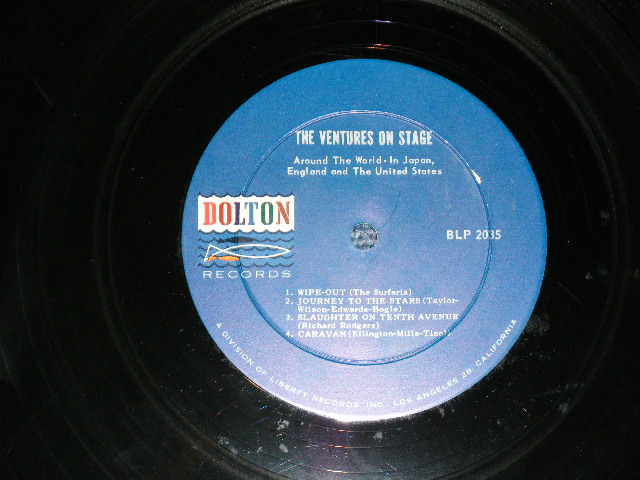 THE VENTURES ON STAGE
Around The World - In Japan,
England and The United States
DOLTON
RECORDS
BLP 2035
1. WIPE-OUT (The Surfaris)
2. JOURNEY TO THE STARS (Taylor-
Wilson-Edwards-Bogle)
3. SLAUGHTER ON TENTH AVENUE
(Richard Rodgers)
4. CARAVAN (Ellington-Mills-Tizol)
A DIVISION OF LIBERTY RECORDS, INC., LOS ANGELES 28, CALIFORNIA